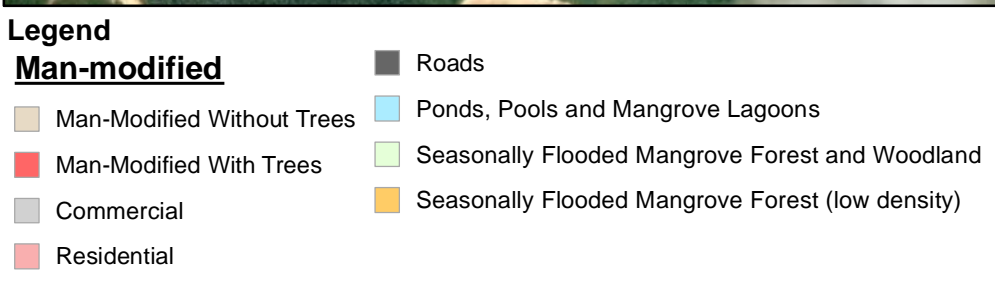 Legend
Man-modified
Man-Modified Without Trees
Man-Modified With Trees
Commercial
Residential
Roads
Ponds, Pools and Mangrove Lagoons
Seasonally Flooded Mangrove Forest and Woodland
Seasonally Flooded Mangrove Forest (low density)